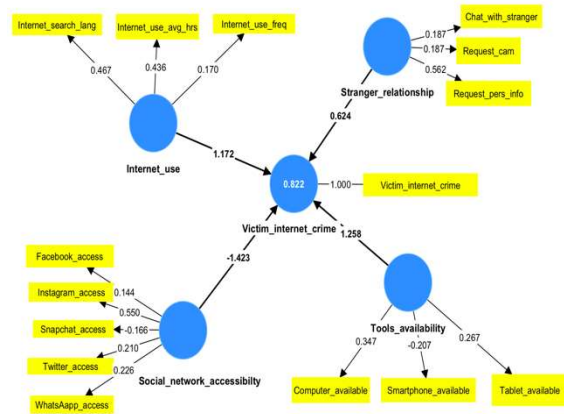 Internet_search_lang
Internet_use_avg_hrs
Internet_use_freq
0.467
0.436
0.170
Internet_use
1.172
Chat_with_stranger
0.187
Request_cam
0.187
Request_pers_info
0.562
Stranger_relationship
0.624
0.822
Victim_internet_crime
1.000
Victim_internet_crime
Facebook_access
0.144
Instagram_access
0.550
Snapchat_access
-0.166
Twitter_access
0.210
WhatsAapp_access
0.226
Social_network_accessibilty
-1.423
1.258
Tools_availability
0.347
-0.207
0.267
Computer_available
Smartphone_available
Tablet_available